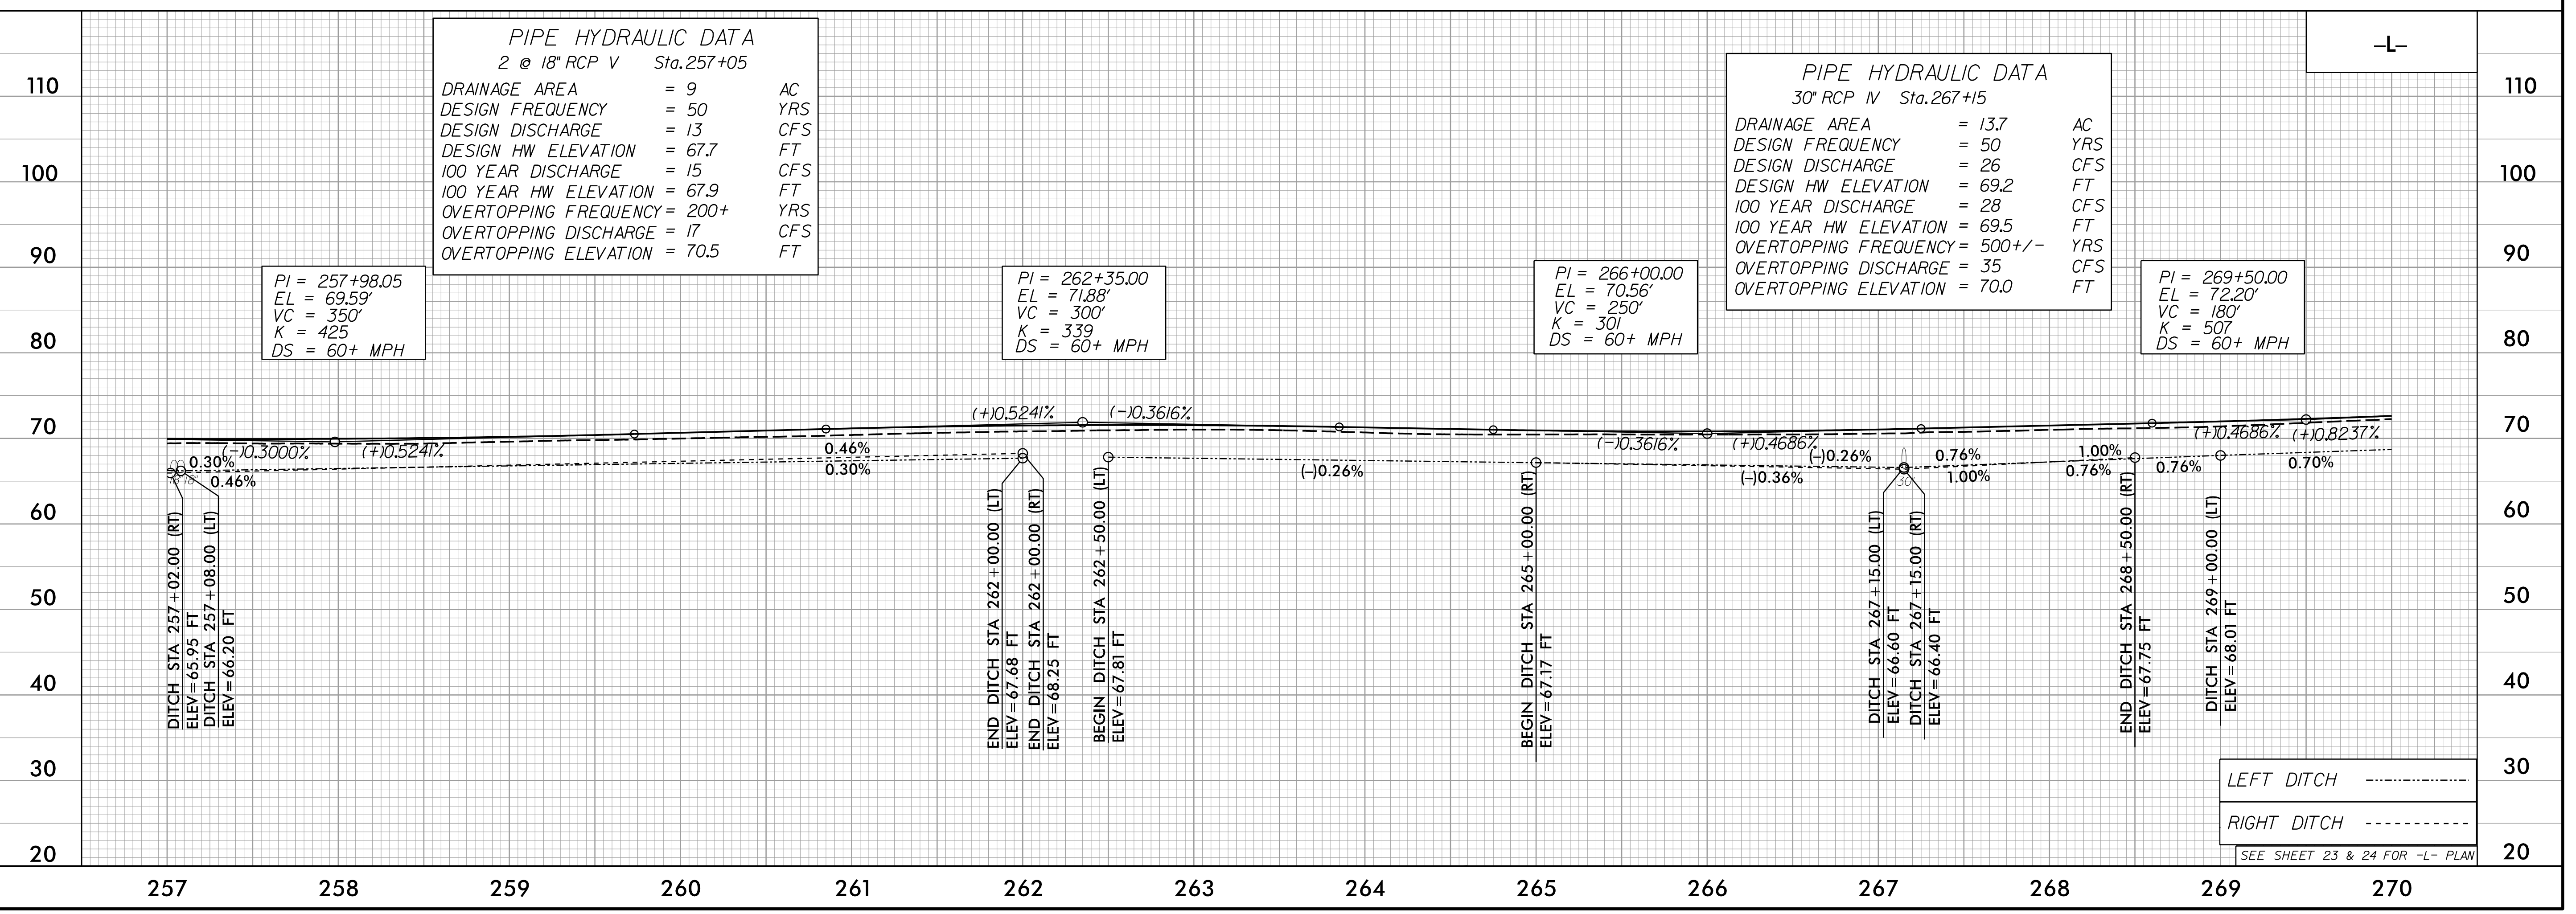 -L-
PIPE HYDRAULIC DATA
2 @ 18" RCP V Sta. 257+05
DRAINAGE AREA = 9 AC
DESIGN FREQUENCY = 50 YRS
DESIGN DISCHARGE = 13 CFS
DESIGN HW ELEVATION = 67.7 FT
100 YEAR DISCHARGE = 15 CFS
100 YEAR HW ELEVATION = 67.9 FT
OVERTOPPING FREQUENCY = 200+ YRS
OVERTOPPING DISCHARGE = 17 CFS
OVERTOPPING ELEVATION = 70.5 FT
PIPE HYDRAULIC DATA
30" RCP IV Sta. 267+15
DRAINAGE AREA = 13.7 AC
DESIGN FREQUENCY = 50 YRS
DESIGN DISCHARGE = 26 CFS
DESIGN HW ELEVATION = 69.2 FT
100 YEAR DISCHARGE = 28 CFS
100 YEAR HW ELEVATION = 69.5 FT
OVERTOPPING FREQUENCY = 500+/- YRS
OVERTOPPING DISCHARGE = 35 CFS
OVERTOPPING ELEVATION = 70.0 FT
PI = 257+98.05
EL = 69.59'
VC = 350'
K = 425
DS = 60+ MPH
PI = 262+35.00
EL = 71.88'
VC = 300'
K = 339
DS = 60+ MPH
PI = 266+00.00
EL = 70.56'
VC = 250'
K = 301
DS = 60+ MPH
PI = 269+50.00
EL = 72.20'
VC = 180'
K = 507
DS = 60+ MPH
110 110
100 100
90 90
80 80
70 70
60 60
50 50
40 40
30 30
20 20
(-)0.3000%
(+)0.5241%
(+)0.5241%
(-)0.3616%
(-)0.3616%
(+)0.4686%
(+)0.4686%
(+)0.8237%
0.30%
0.46%
0.46%
0.30%
(-)0.26%
(-)0.26%
(-)0.36%
0.76%
1.00%
1.00%
0.76%
0.76%
0.70%
18" 18"
30"
DITCH STA 257+02.00 (RT)
ELEV=65.95 FT
DITCH STA 257+08.00 (LT)
ELEV=66.20 FT
END DITCH STA 262+00.00 (LT)
ELEV=67.68 FT
END DITCH STA 262+00.00 (RT)
ELEV=68.25 FT
BEGIN DITCH STA 262+50.00 (LT)
ELEV=67.81 FT
BEGIN DITCH STA 265+00.00 (RT)
ELEV=67.17 FT
DITCH STA 267+15.00 (LT)
ELEV=66.60 FT
DITCH STA 267+15.00 (RT)
ELEV=66.40 FT
END DITCH STA 268+50.00 (RT)
ELEV=67.75 FT
DITCH STA 269+00.00 (LT)
ELEV=68.01 FT
LEFT DITCH
RIGHT DITCH
SEE SHEET 23 & 24 FOR -L- PLAN
257 258 259 260 261 262 263 264 265 266 267 268 269 270